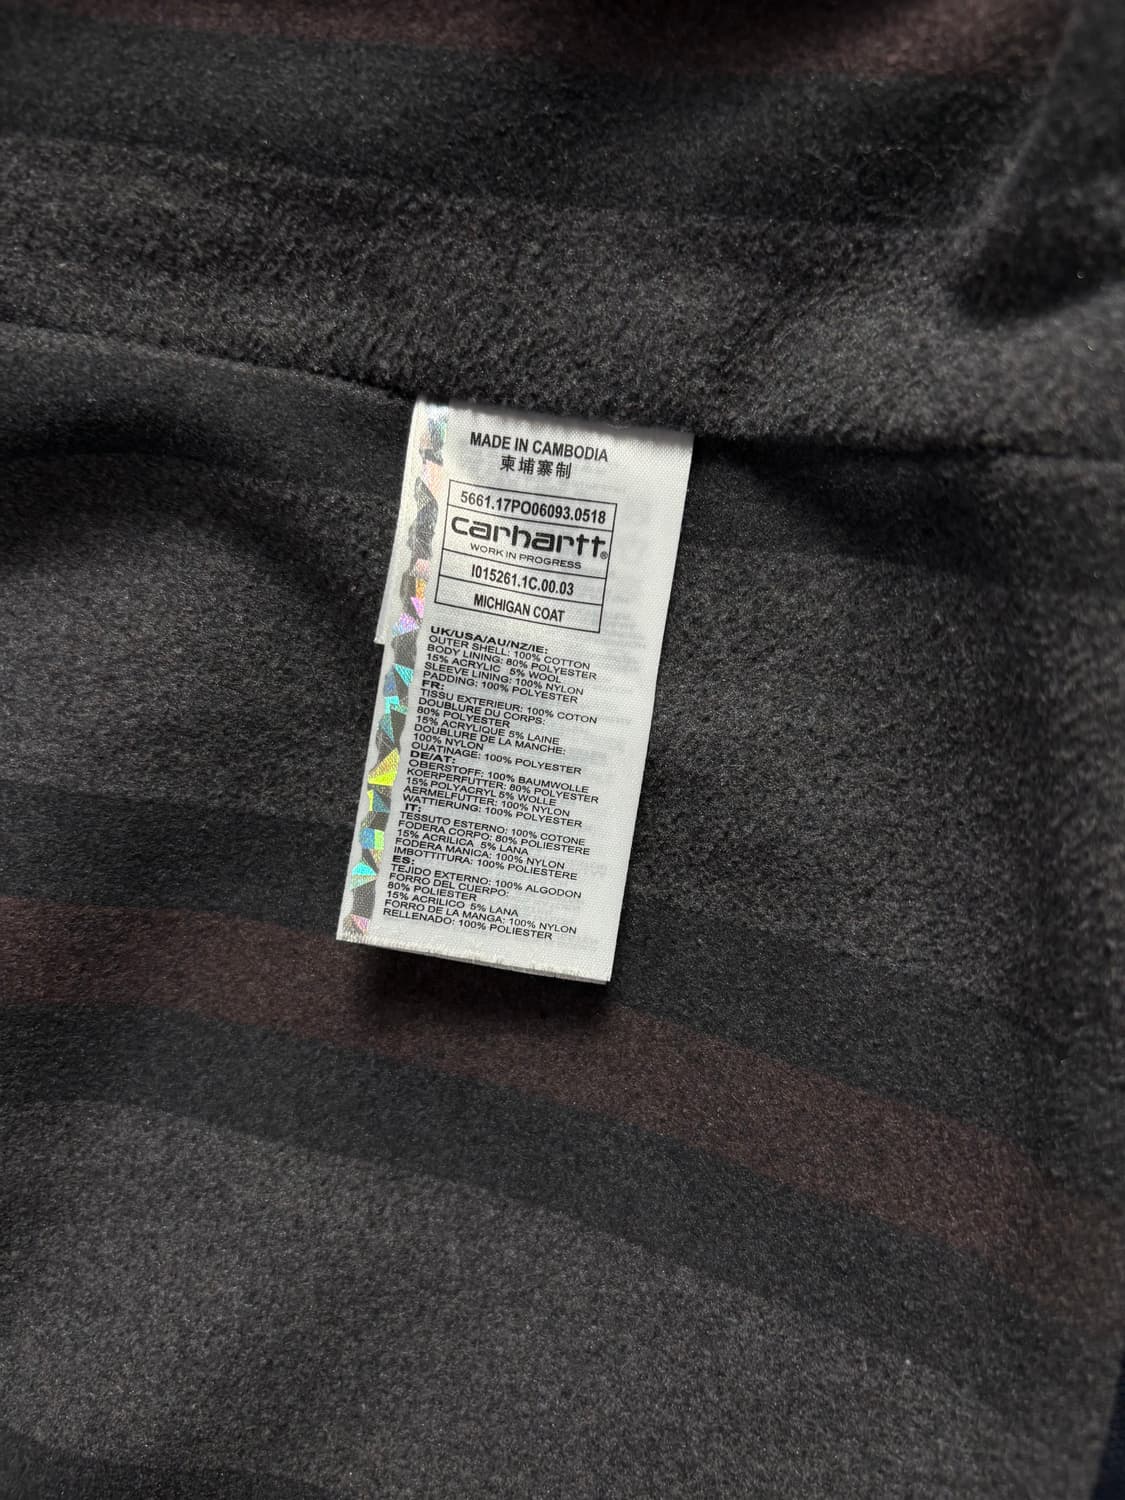 MADE IN CAMBODIA
柬埔寨制
5661.17PO06093.0518
carhartt®
WORK IN PROGRESS
I015261.1C.00.03
MICHIGAN COAT
UK/USA/AU/NZ/IE:
OUTER SHELL: 100% COTTON
BODY LINING: 80% POLYESTER
15% ACRYLIC 5% WOOL
SLEEVE LINING: 100% NYLON
PADDING: 100% POLYESTER
FR:
TISSU EXTERIEUR: 100% COTON
DOUBLURE DU CORPS:
80% POLYESTER
15% ACRYLIQUE 5% LAINE
DOUBLURE DE LA MANCHE:
100% NYLON
OUATINAGE: 100% POLYESTER
DE/AT:
OBERSTOFF: 100% BAUMWOLLE
KOERPERFUTTER: 80% POLYESTER
15% POLYACRYL 5% WOLLE
AERMELFUTTER: 100% NYLON
WATTIERUNG: 100% POLYESTER
IT:
TESSUTO ESTERNO: 100% COTONE
FODERA CORPO: 80% POLIESTERE
15% ACRILICA 5% LANA
FODERA MANICA: 100% NYLON
IMBOTTITURA: 100% POLIESTERE
ES:
TEJIDO EXTERNO: 100% ALGODON
FORRO DEL CUERPO:
80% POLIESTER
15% ACRILICO 5% LANA
FORRO DE LA MANGA: 100% NYLON
RELLENADO: 100% POLIESTER